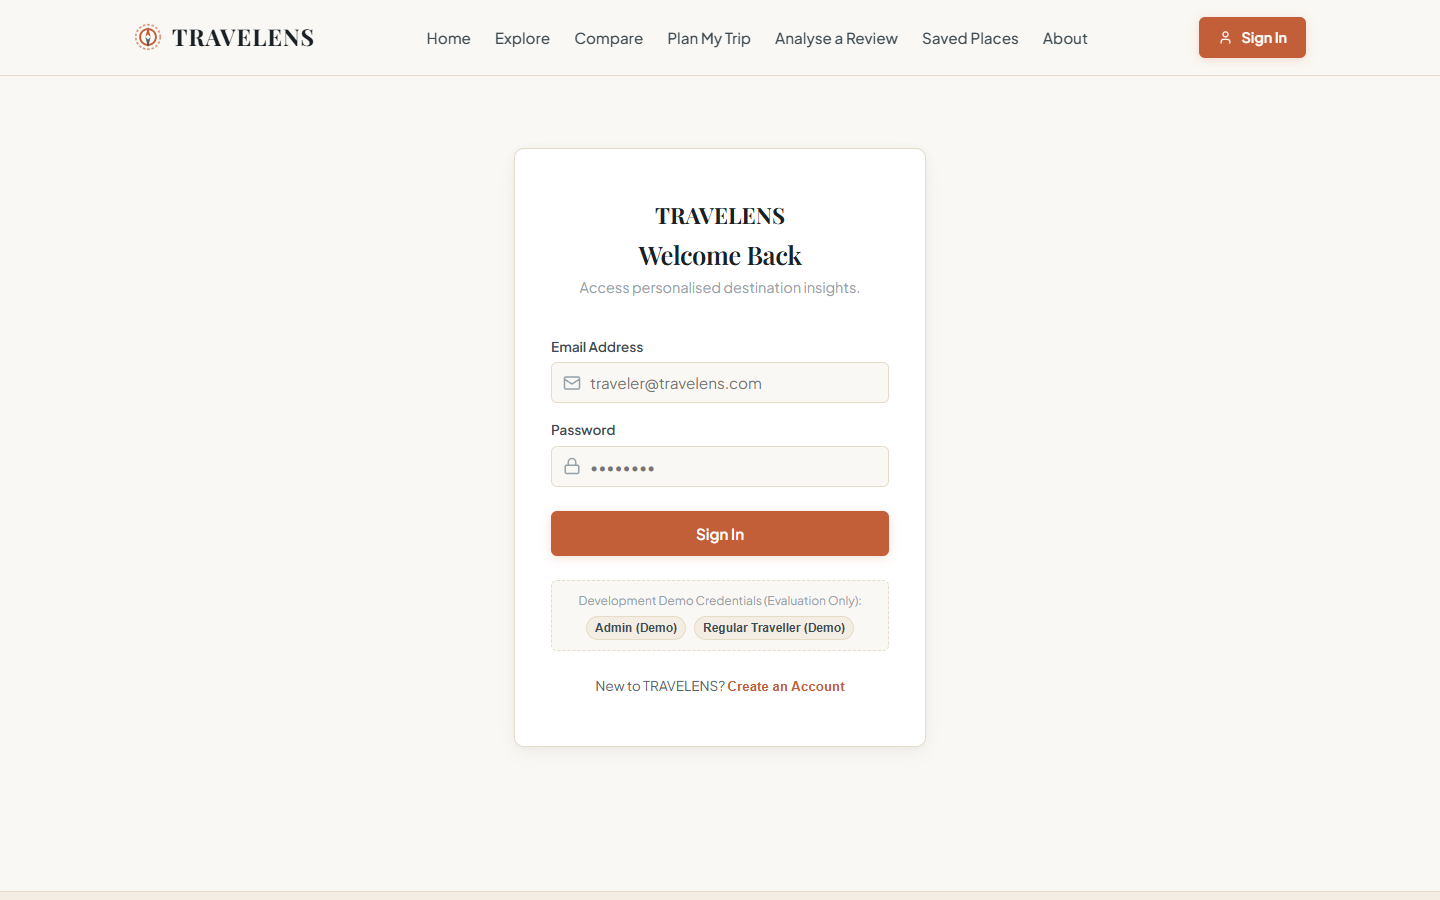 TRAVELENS
Home Explore Compare Plan My Trip Analyse a Review Saved Places About
Sign In
TRAVELENS
Welcome Back
Access personalised destination insights.
Email Address
traveler@travelens.com
Password
••••••••
Sign In
Development Demo Credentials (Evaluation Only):
Admin (Demo) Regular Traveller (Demo)
New to TRAVELENS? Create an Account